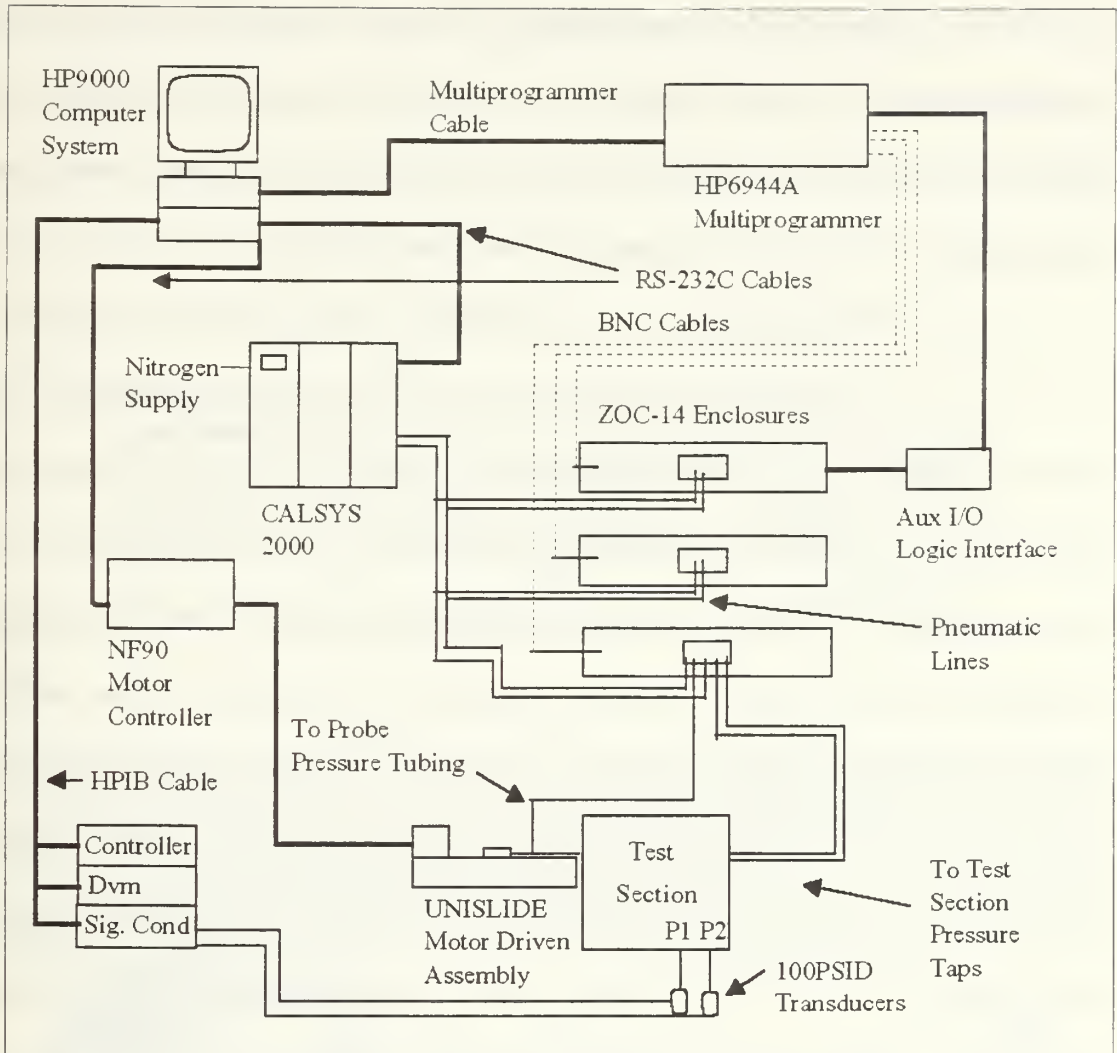 HP9000
Computer
System
Multiprogrammer
Cable
HP6944A
Multiprogrammer
RS-232C Cables
BNC Cables
Nitrogen
Supply
ZOC-14 Enclosures
CALSYS
2000
Aux I/O
Logic Interface
Pneumatic
Lines
NF90
Motor
Controller
To Probe
Pressure Tubing
HPIB Cable
Controller
Dvm
Sig. Cond
Test
Section
P1 P2
To Test
Section
Pressure
Taps
UNISLIDE
Motor Driven
Assembly
100PSID
Transducers